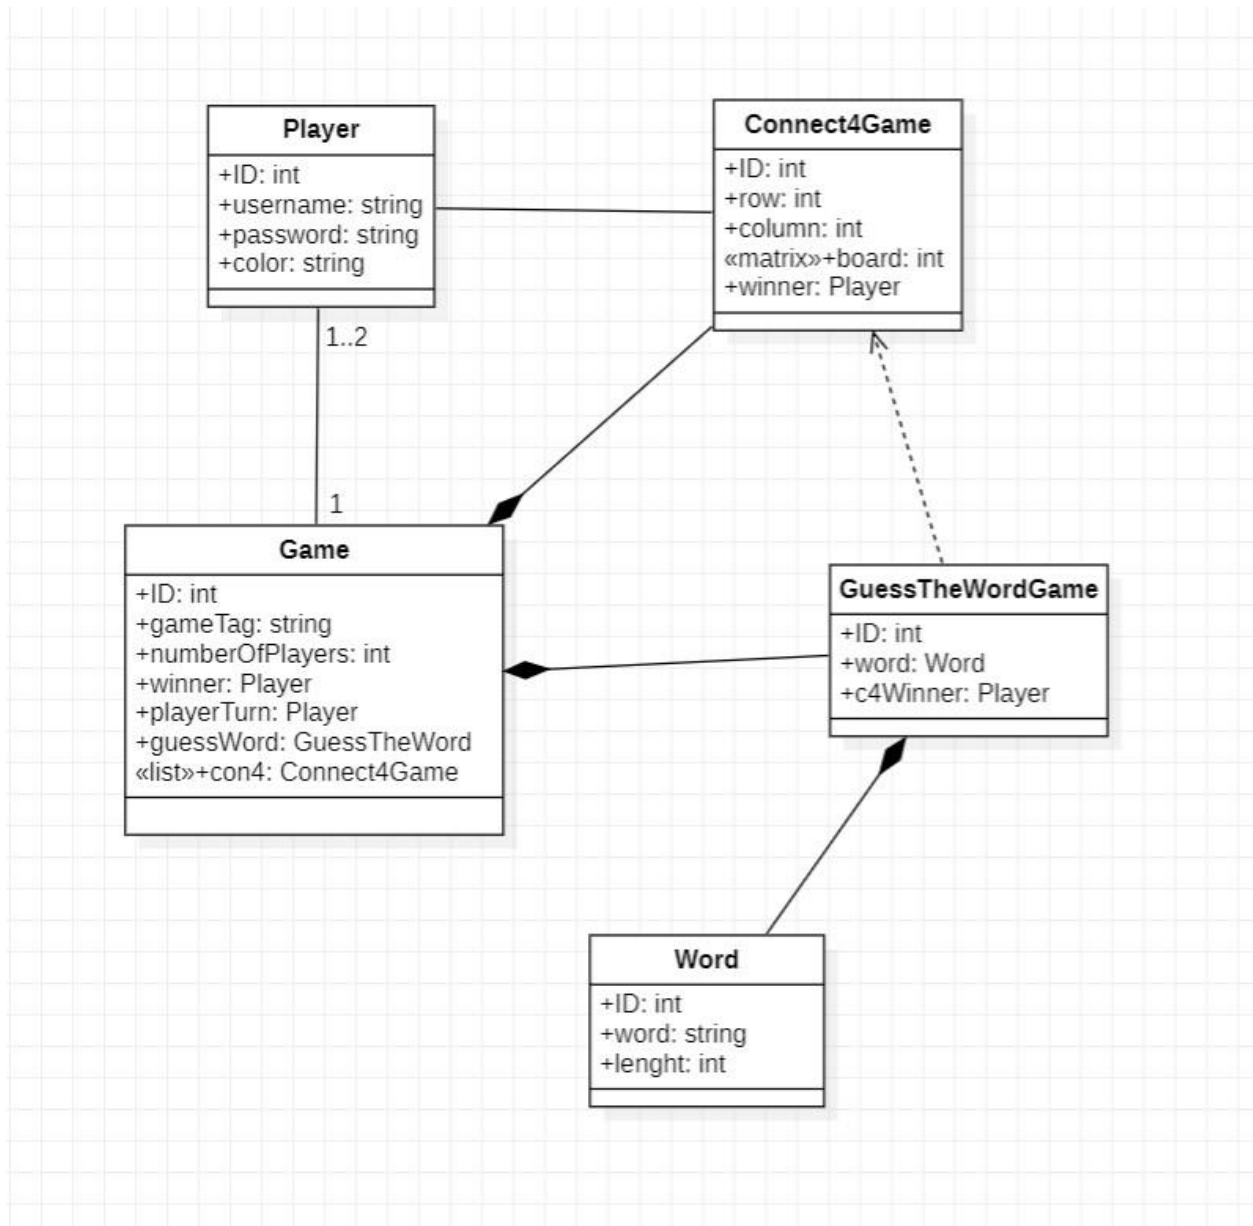 Player
+ID: int
+username: string
+password: string
+color: string
Connect4Game
+ID: int
+row: int
+column: int
«matrix»+board: int
+winner: Player
1..2
1
Game
+ID: int
+gameTag: string
+numberOfPlayers: int
+winner: Player
+playerTurn: Player
+guessWord: GuessTheWord
«list»+con4: Connect4Game
GuessTheWordGame
+ID: int
+word: Word
+c4Winner: Player
Word
+ID: int
+word: string
+lenght: int